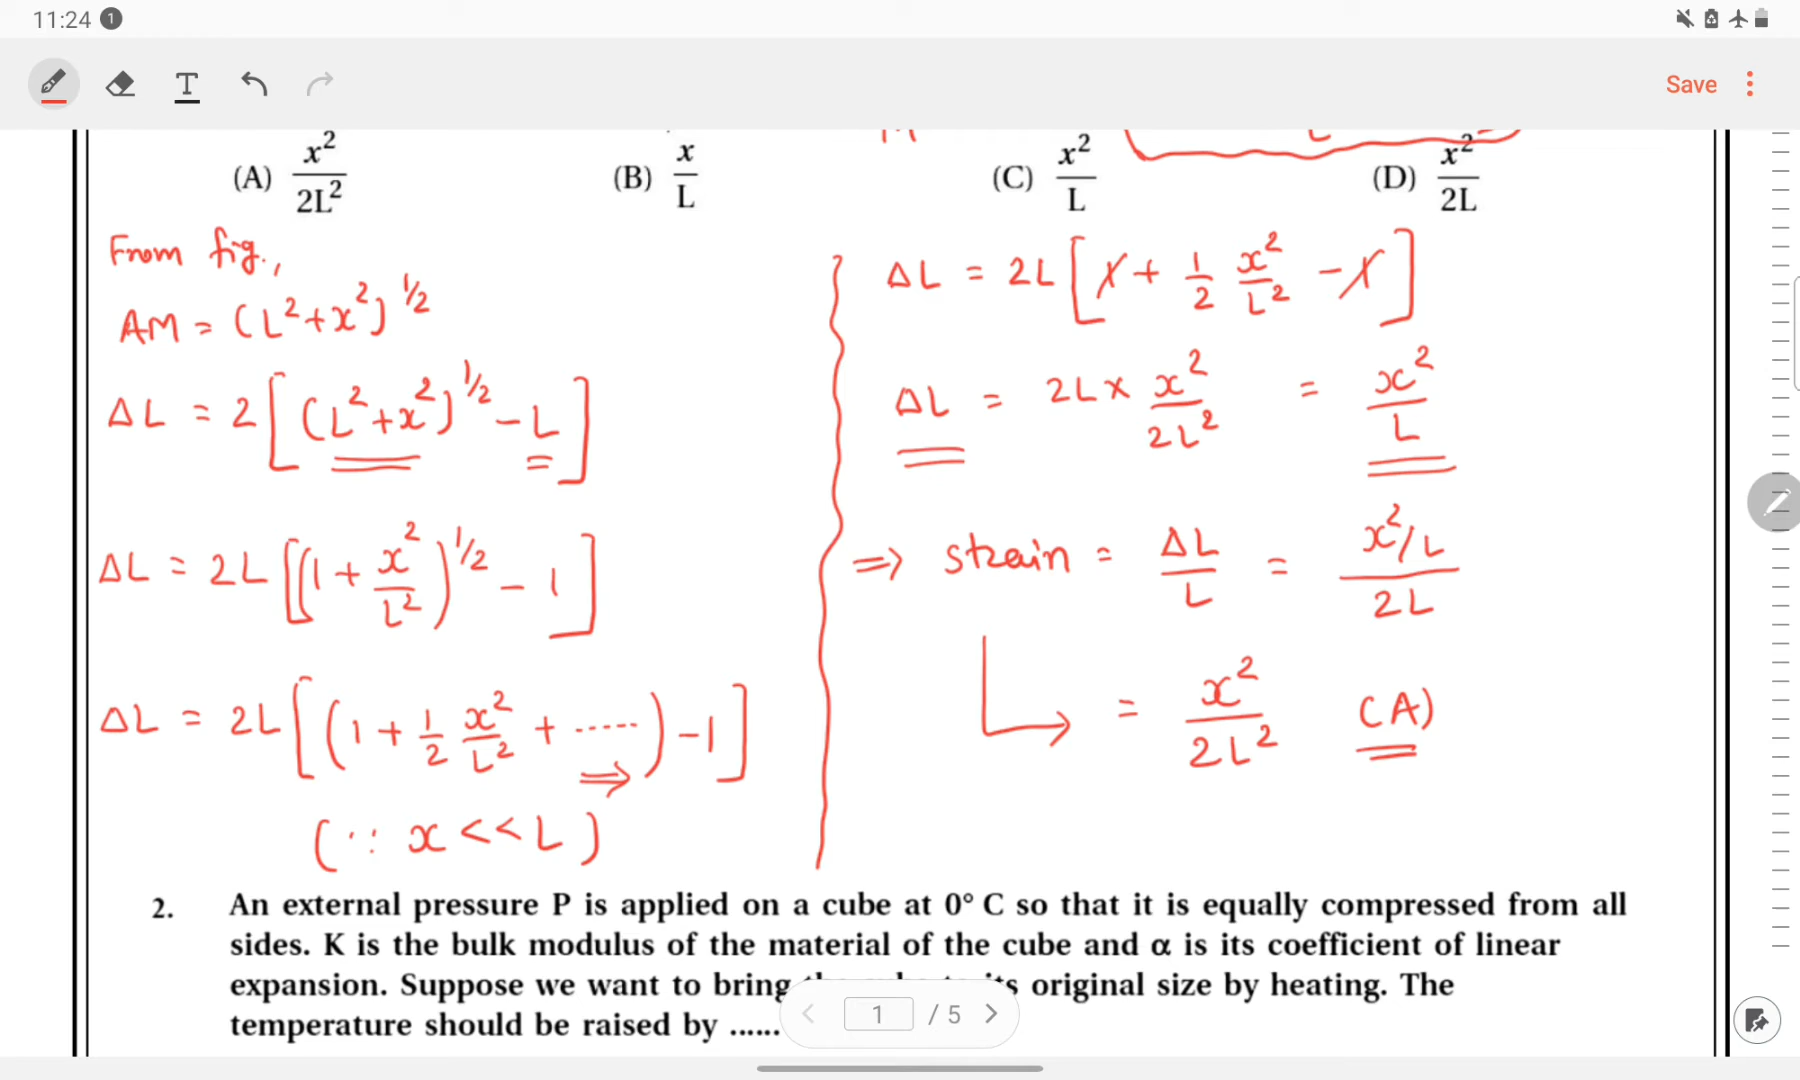 11:24 1
T Save
(A) x²/2L² (B) x/L (C) x²/L (D) x²/2L
From fig.,
AM = (L²+x²)^1/2
ΔL = 2[(L²+x²)^1/2 - L]
ΔL = 2L[(1 + x²/L²)^1/2 - 1]
ΔL = 2L[(1 + 1/2 x²/L² + ......) - 1]
(∵ x << L)
ΔL = 2L[1 + 1/2 x²/L² - 1]
ΔL = 2L × x²/2L² = x²/L
⇒ strain = ΔL/L = x²/L/2L
= x²/2L² (A)
2. An external pressure P is applied on a cube at 0° C so that it is equally compressed from all
sides. K is the bulk modulus of the material of the cube and α is its coefficient of linear
expansion. Suppose we want to bring original size by heating. The
temperature should be raised by ......
1 / 5